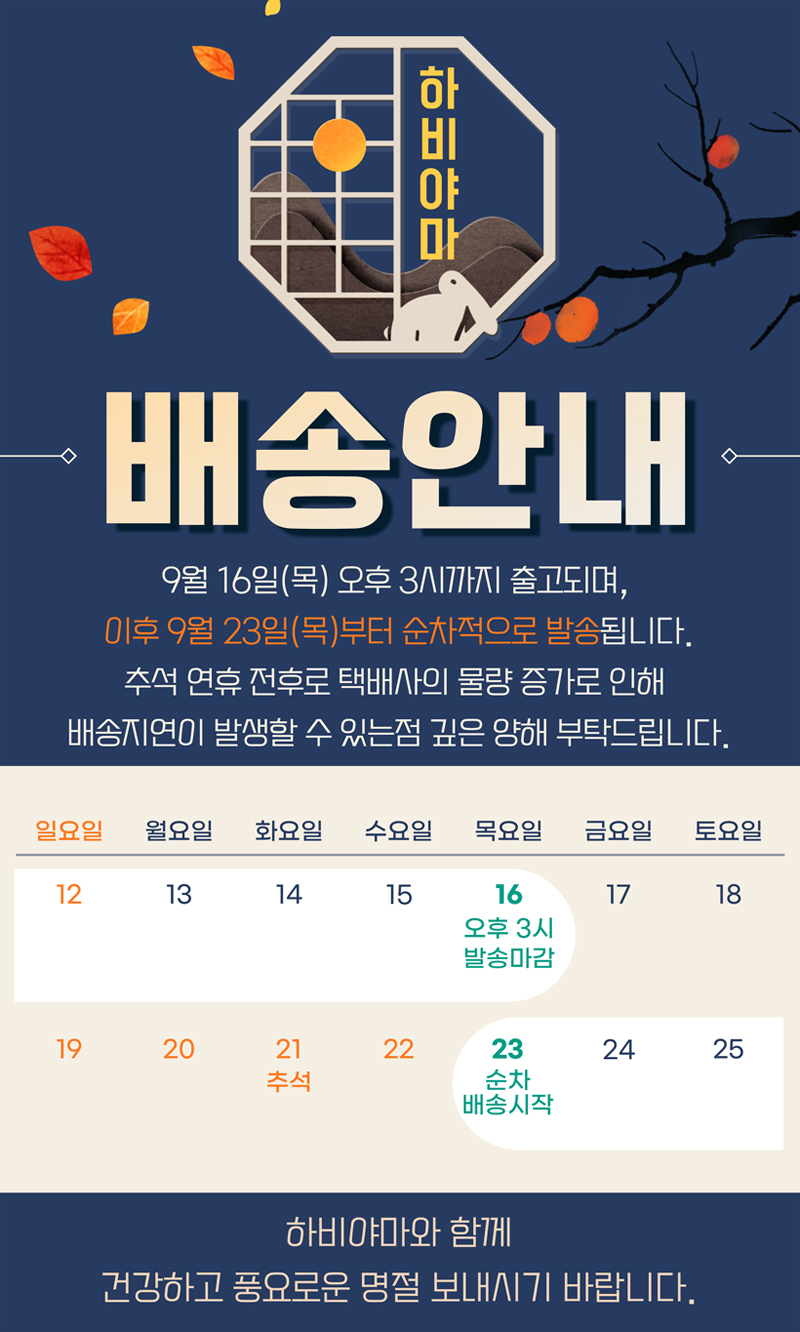 하비야마
배송안내
9월 16일(목) 오후 3시까지 출고되며,
이후 9월 23일(목)부터 순차적으로 발송됩니다.
추석 연휴 전후로 택배사의 물량 증가로 인해
배송지연이 발생할 수 있는점 깊은 양해 부탁드립니다.
일요일 월요일 화요일 수요일 목요일 금요일 토요일
12 13 14 15 16 17 18
오후 3시
발송마감
19 20 21 22 23 24 25
추석
순차
배송시작
하비야마와 함께
건강하고 풍요로운 명절 보내시기 바랍니다.